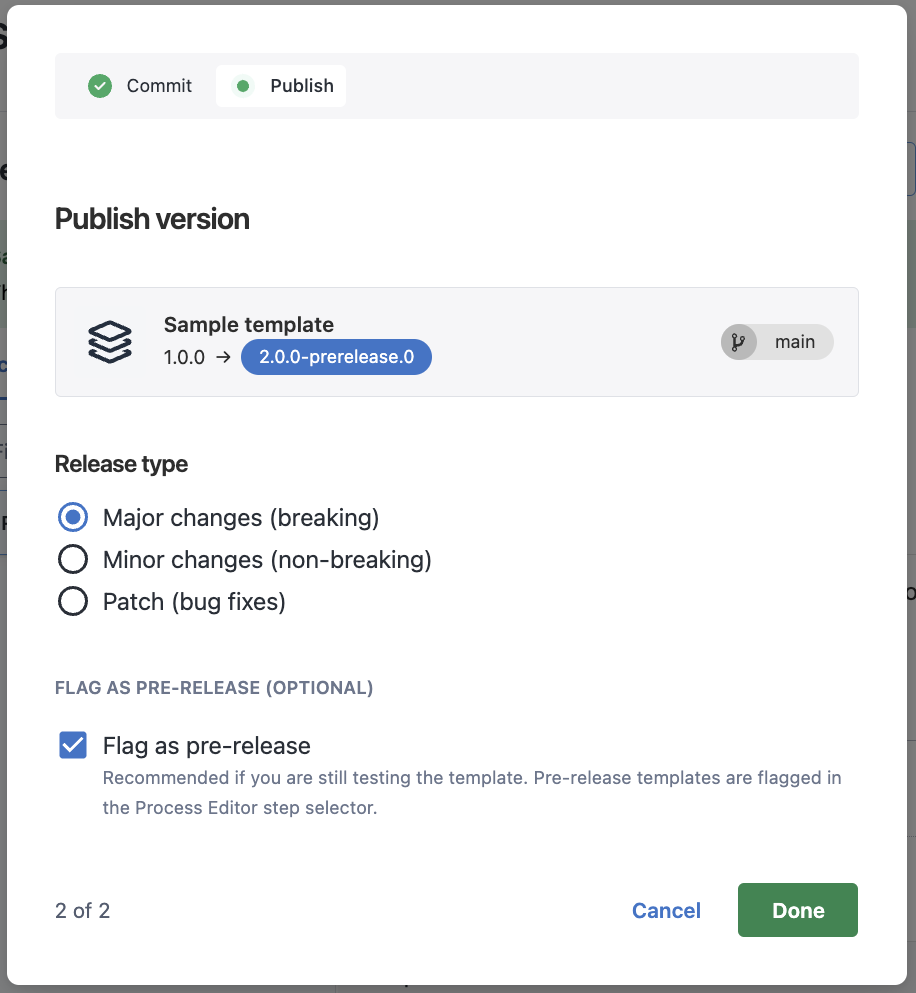 Commit
Publish
Publish version
Sample template
1.0.0 → 2.0.0-prerelease.0
main
Release type
Major changes (breaking)
Minor changes (non-breaking)
Patch (bug fixes)
FLAG AS PRE-RELEASE (OPTIONAL)
Flag as pre-release
Recommended if you are still testing the template. Pre-release templates are flagged in
the Process Editor step selector.
2 of 2
Cancel
Done